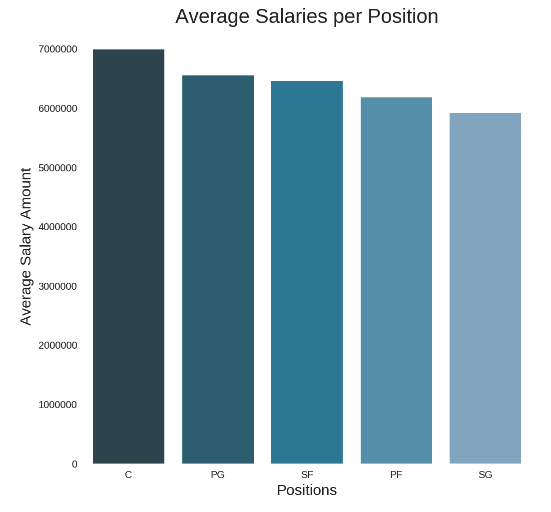 Average Salaries per Position
Average Salary Amount
7000000
6000000
5000000
4000000
3000000
2000000
1000000
0
C PG SF PF SG
Positions